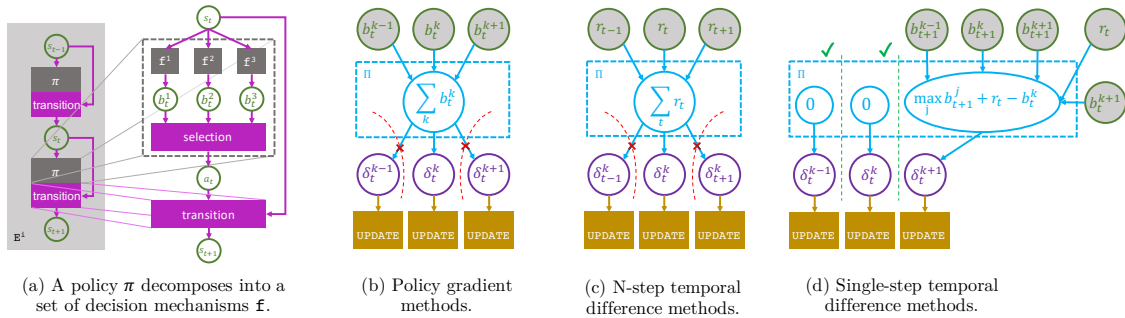 s_{t-1}
π
transition
s_t
π
transition
s_{t+1}
E^i
s_t
f^1 f^2 f^3
b_t^1 b_t^2 b_t^3
selection
a_t
transition
s_{t+1}
(a) A policy π decomposes into a
set of decision mechanisms f.
b_t^{k-1} b_t^k b_t^{k+1}
Π
∑_k b_t^k
δ_t^{k-1} δ_t^k δ_t^{k+1}
UPDATE UPDATE UPDATE
(b) Policy gradient
methods.
r_{t-1} r_t r_{t+1}
Π
∑_t r_t
δ_{t-1}^k δ_t^k δ_{t+1}^k
UPDATE UPDATE UPDATE
(c) N-step temporal
difference methods.
b_{t+1}^{k-1} b_{t+1}^k b_{t+1}^{k+1} r_t
Π
0 0 max_j b_{t+1}^j + r_t − b_t^k
b_t^{k+1}
δ_t^{k-1} δ_t^k δ_t^{k+1}
UPDATE UPDATE UPDATE
(d) Single-step temporal
difference methods.